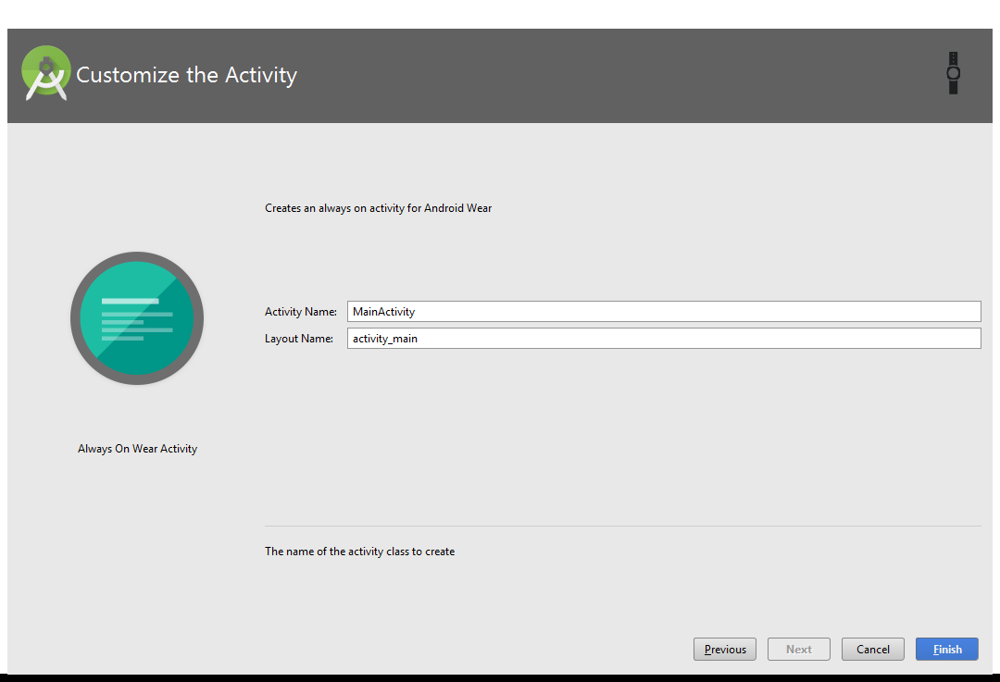 Customize the Activity
Creates an always on activity for Android Wear
Activity Name: MainActivity
Layout Name: activity_main
Always On Wear Activity
The name of the activity class to create
Previous Next Cancel Finish